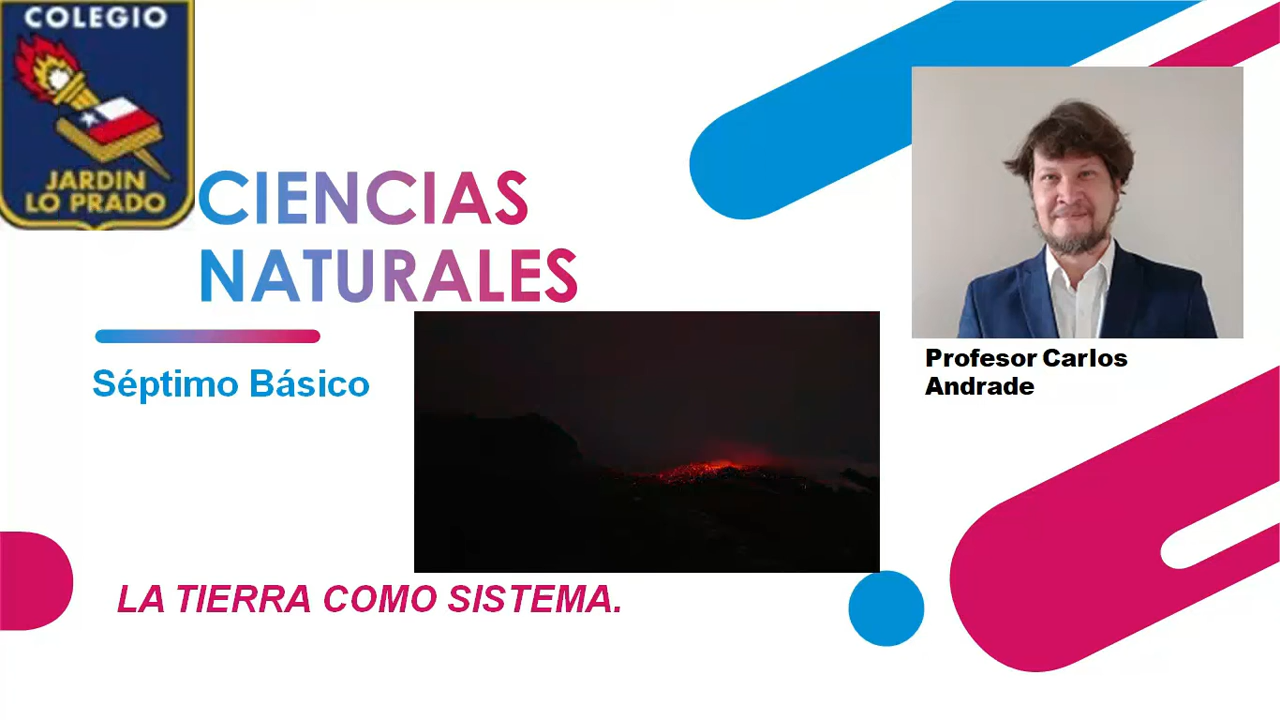 COLEGIO
JARDIN
LO PRADO
CIENCIAS
NATURALES
Séptimo Básico
Profesor Carlos
Andrade
LA TIERRA COMO SISTEMA.